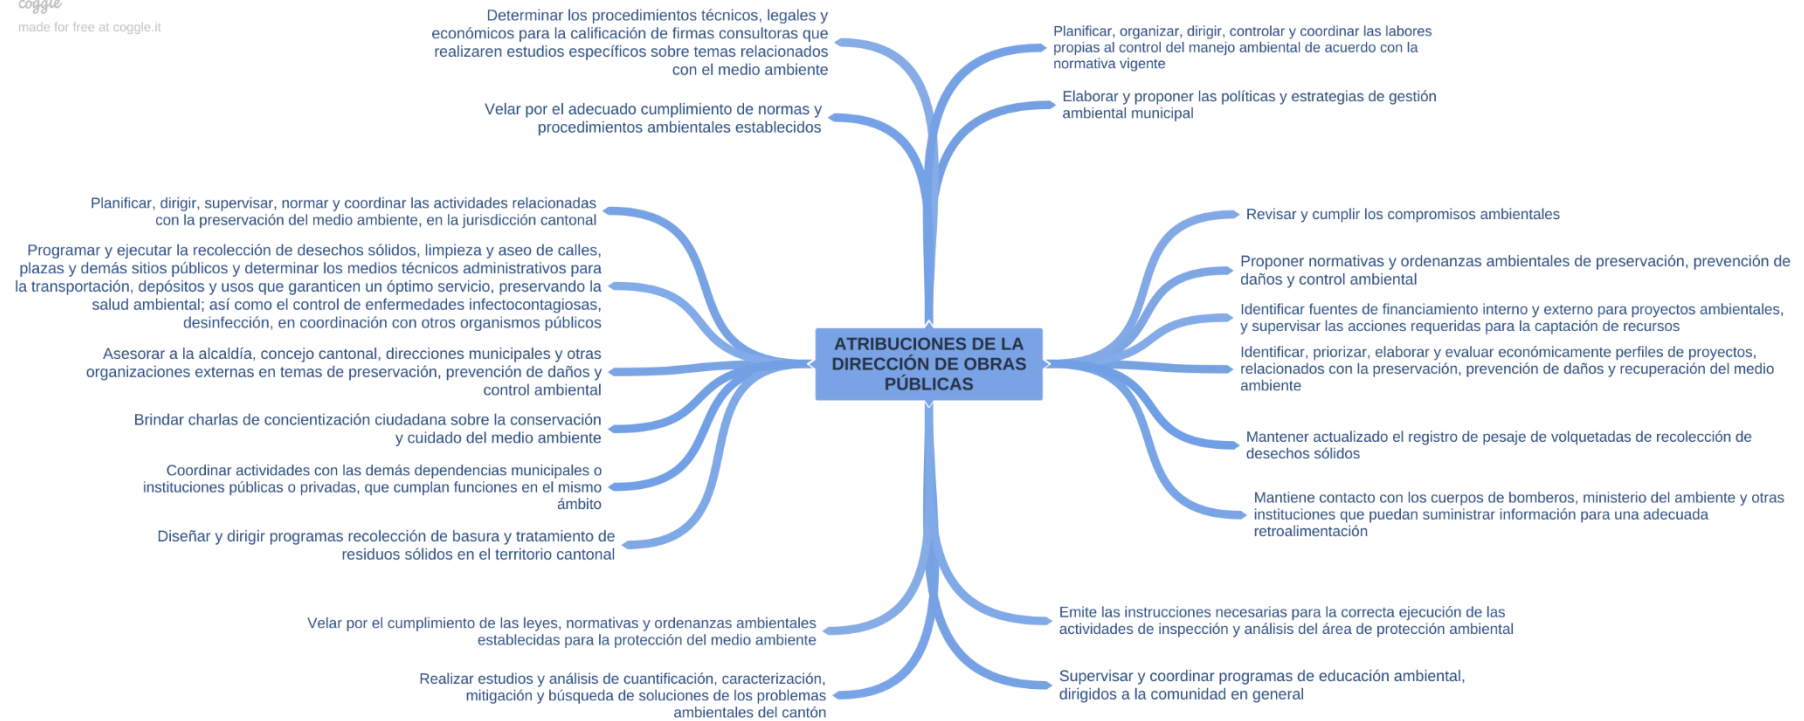 coggle
made for free at coggle.it
Determinar los procedimientos técnicos, legales y
económicos para la calificación de firmas consultoras que
realizaren estudios específicos sobre temas relacionados
con el medio ambiente
Velar por el adecuado cumplimiento de normas y
procedimientos ambientales establecidos
Planificar, organizar, dirigir, controlar y coordinar las labores
propias al control del manejo ambiental de acuerdo con la
normativa vigente
Elaborar y proponer las políticas y estrategias de gestión
ambiental municipal
Planificar, dirigir, supervisar, normar y coordinar las actividades relacionadas
con la preservación del medio ambiente, en la jurisdicción cantonal
Programar y ejecutar la recolección de desechos sólidos, limpieza y aseo de calles,
plazas y demás sitios públicos y determinar los medios técnicos administrativos para
la transportación, depósitos y usos que garanticen un óptimo servicio, preservando la
salud ambiental; así como el control de enfermedades infectocontagiosas,
desinfección, en coordinación con otros organismos públicos
Asesorar a la alcaldía, concejo cantonal, direcciones municipales y otras
organizaciones externas en temas de preservación, prevención de daños y
control ambiental
Brindar charlas de concientización ciudadana sobre la conservación
y cuidado del medio ambiente
Coordinar actividades con las demás dependencias municipales o
instituciones públicas o privadas, que cumplan funciones en el mismo
ámbito
Diseñar y dirigir programas recolección de basura y tratamiento de
residuos sólidos en el territorio cantonal
ATRIBUCIONES DE LA
DIRECCIÓN DE OBRAS
PÚBLICAS
Revisar y cumplir los compromisos ambientales
Proponer normativas y ordenanzas ambientales de preservación, prevención de
daños y control ambiental
Identificar fuentes de financiamiento interno y externo para proyectos ambientales,
y supervisar las acciones requeridas para la captación de recursos
Identificar, priorizar, elaborar y evaluar económicamente perfiles de proyectos,
relacionados con la preservación, prevención de daños y recuperación del medio
ambiente
Mantener actualizado el registro de pesaje de volquetadas de recolección de
desechos sólidos
Mantiene contacto con los cuerpos de bomberos, ministerio del ambiente y otras
instituciones que puedan suministrar información para una adecuada
retroalimentación
Velar por el cumplimiento de las leyes, normativas y ordenanzas ambientales
establecidas para la protección del medio ambiente
Realizar estudios y análisis de cuantificación, caracterización,
mitigación y búsqueda de soluciones de los problemas
ambientales del cantón
Emite las instrucciones necesarias para la correcta ejecución de las
actividades de inspección y análisis del área de protección ambiental
Supervisar y coordinar programas de educación ambiental,
dirigidos a la comunidad en general